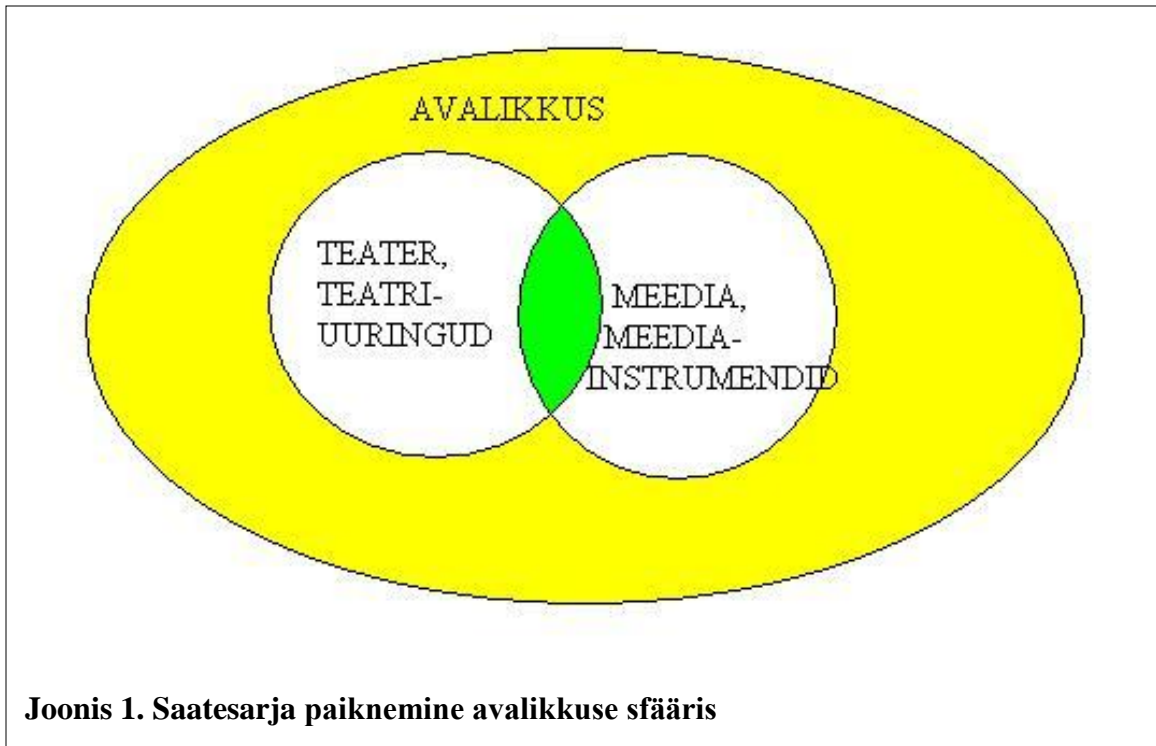 AVALIKKUS
TEATER,
TEATRI-
UURINGUD
MEEDIA,
MEEDIA-
INSTRUMENDID
Joonis 1. Saatesarja paiknemine avalikkuse sfääris